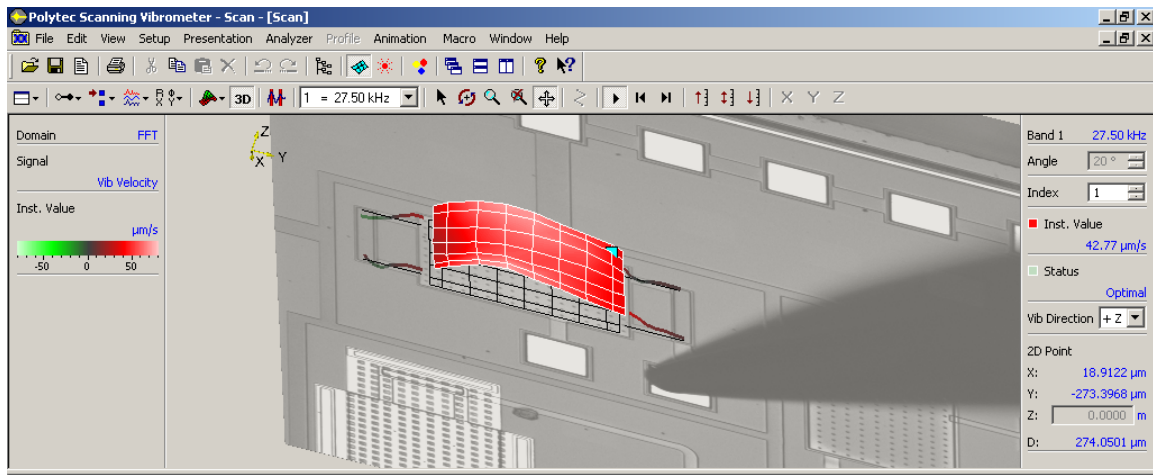 Polytec Scanning Vibrometer - Scan - [Scan]
File Edit View Setup Presentation Analyzer Profile Animation Macro Window Help
3D 1 = 27.50 kHz X Y Z
Domain FFT
Signal
Vib Velocity
Inst. Value
µm/s
-50 0 50
Z
X Y
Band 1 27.50 kHz
Angle 20 °
Index 1
Inst. Value
42.77 µm/s
Status
Optimal
Vib Direction + Z
2D Point
X: 18.9122 µm
Y: -273.3968 µm
Z: 0.0000 m
D: 274.0501 µm